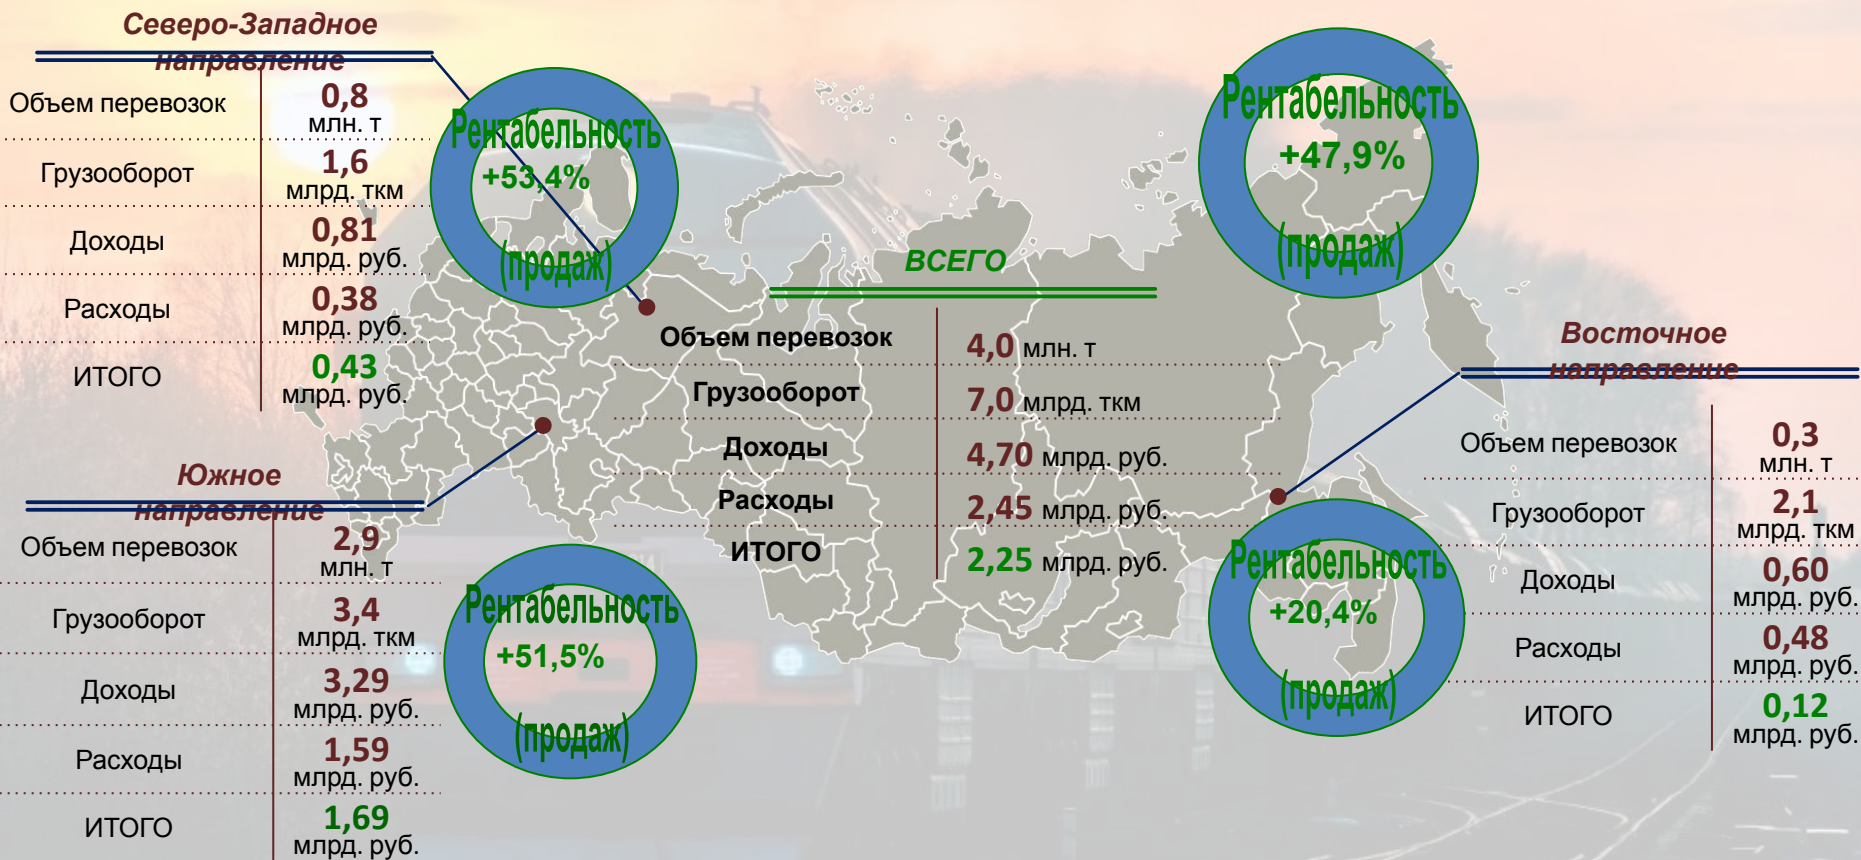 Северо-Западное
направление
Объем перевозок
0,8
млн. т
Грузооборот
1,6
млрд. ткм
Доходы
0,81
млрд. руб.
Расходы
0,38
млрд. руб.
ИТОГО
0,43
млрд. руб.
Рентабельность
+53,4%
(продаж)
Рентабельность
+47,9%
(продаж)
ВСЕГО
Объем перевозок
4,0 млн. т
Грузооборот
7,0 млрд. ткм
Доходы
4,70 млрд. руб.
Расходы
2,45 млрд. руб.
ИТОГО
2,25 млрд. руб.
Восточное
направление
Объем перевозок
0,3
млн. т
Грузооборот
2,1
млрд. ткм
Доходы
0,60
млрд. руб.
Расходы
0,48
млрд. руб.
ИТОГО
0,12
млрд. руб.
Рентабельность
+20,4%
(продаж)
Южное
направление
Объем перевозок
2,9
млн. т
Грузооборот
3,4
млрд. ткм
Доходы
3,29
млрд. руб.
Расходы
1,59
млрд. руб.
ИТОГО
1,69
млрд. руб.
Рентабельность
+51,5%
(продаж)